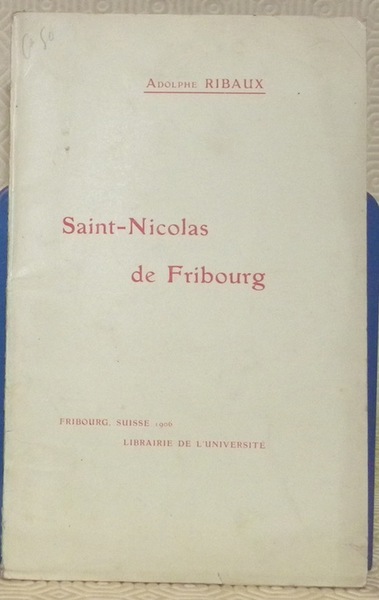 ADOLPHE RIBAUX
Saint-Nicolas
de Fribourg
FRIBOURG, SUISSE 1906
LIBRAIRIE DE L'UNIVERSITÉ